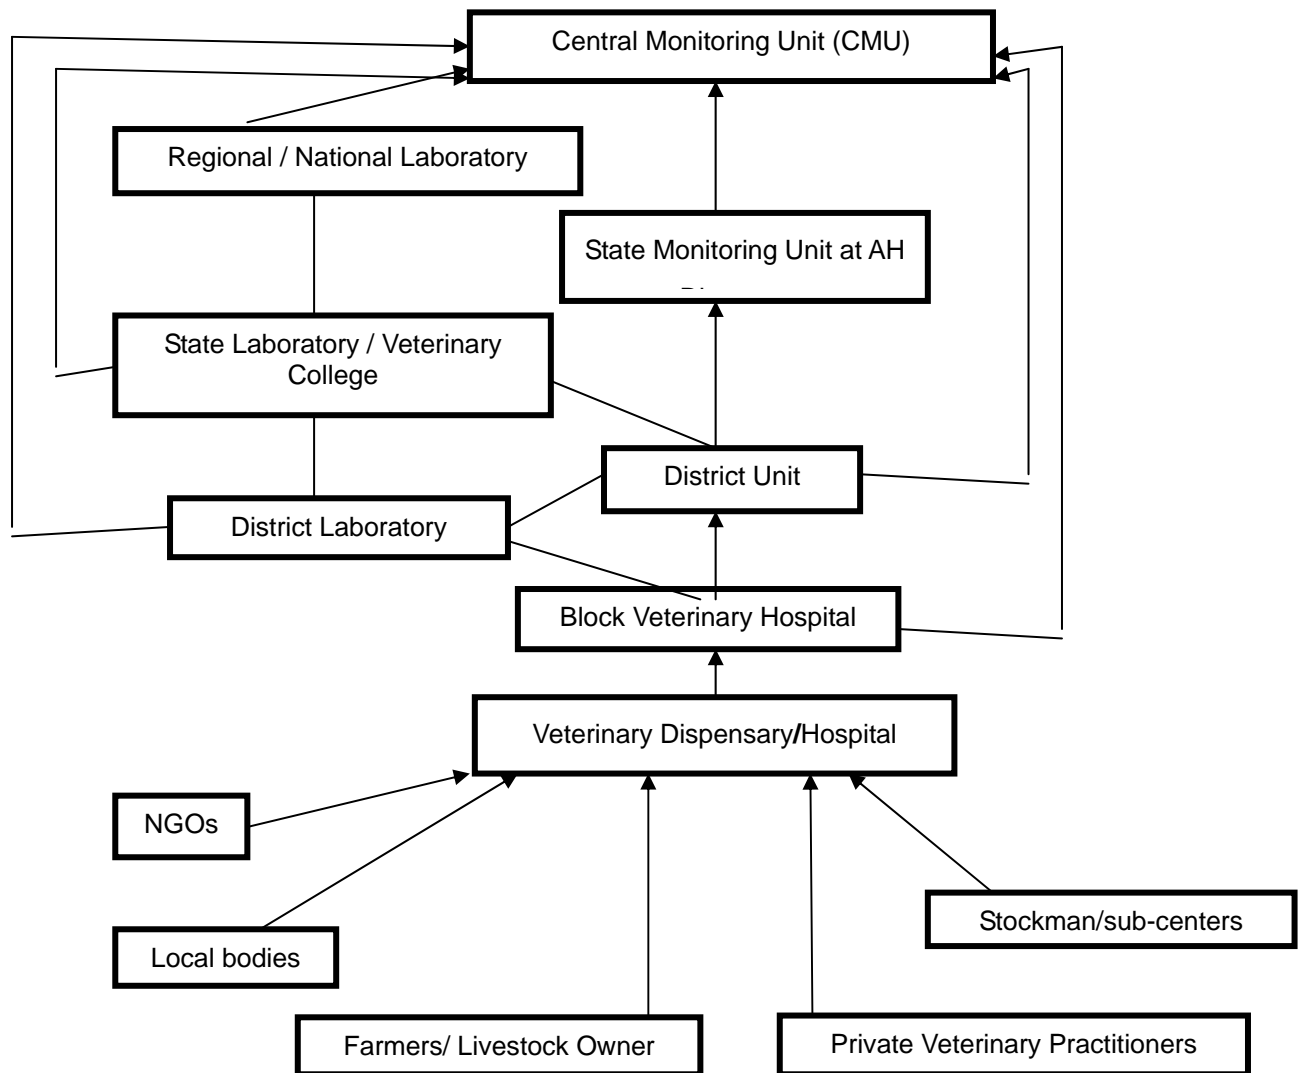 Central Monitoring Unit (CMU)
Regional / National Laboratory
State Monitoring Unit at AH
State Laboratory / Veterinary
College
District Unit
District Laboratory
Block Veterinary Hospital
Veterinary Dispensary/Hospital
NGOs
Stockman/sub-centers
Local bodies
Farmers/ Livestock Owner
Private Veterinary Practitioners